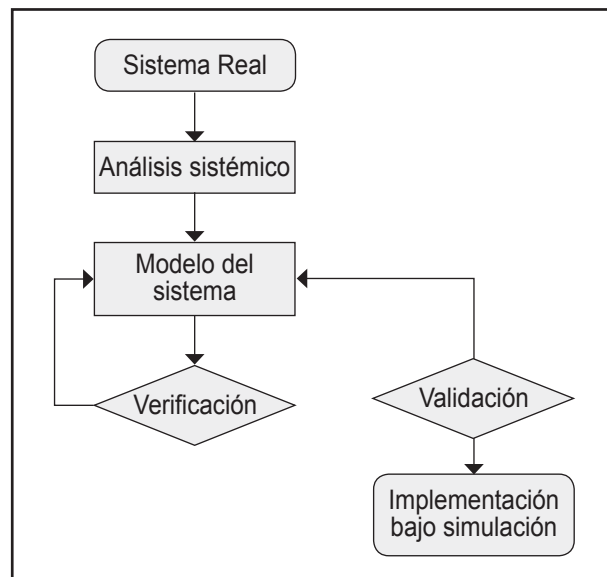 Sistema Real
Análisis sistémico
Modelo del
sistema
Verificación
Validación
Implementación
bajo simulación